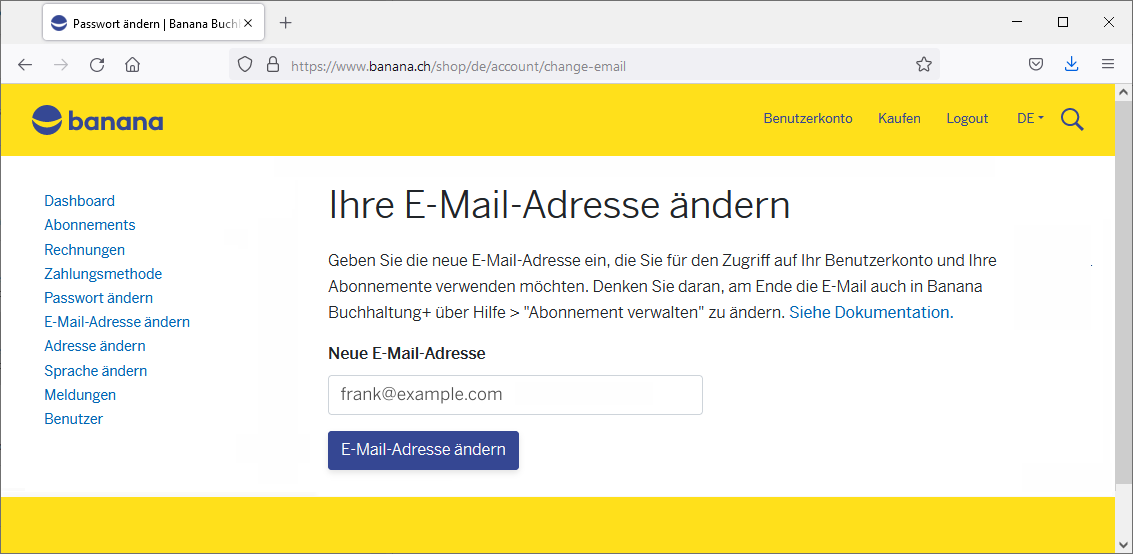 Passwort ändern | Banana Buch
https://www.banana.ch/shop/de/account/change-email
banana
Benutzerkonto Kaufen Logout DE
Dashboard
Abonnements
Rechnungen
Zahlungsmethode
Passwort ändern
E-Mail-Adresse ändern
Adresse ändern
Sprache ändern
Meldungen
Benutzer
Ihre E-Mail-Adresse ändern
Geben Sie die neue E-Mail-Adresse ein, die Sie für den Zugriff auf Ihr Benutzerkonto und Ihre
Abonnemente verwenden möchten. Denken Sie daran, am Ende die E-Mail auch in Banana
Buchhaltung+ über Hilfe > "Abonnement verwalten" zu ändern. Siehe Dokumentation.
Neue E-Mail-Adresse
frank@example.com
E-Mail-Adresse ändern